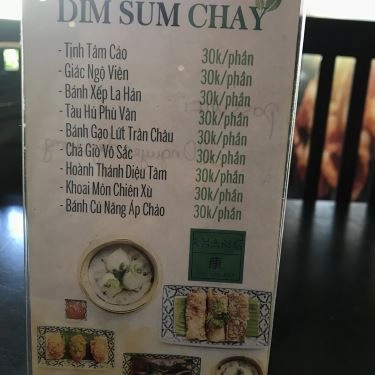 DIM SUM CHAY
- Tịnh Tâm Cảo 30k/phần
- Giác Ngộ Viên 30k/phần
- Bánh Xếp La Hán 30k/phần
- Tàu Hủ Phù Vân 30k/phần
- Bánh Gạo Lứt Trân Châu 30k/phần
- Chả Giò Vô Sắc 30k/phần
- Hoành Thánh Diệu Tâm 30k/phần
- Khoai Môn Chiên Xù 30k/phần
- Bánh Củ Năng Áp Chảo 30k/phần
KHANG
康